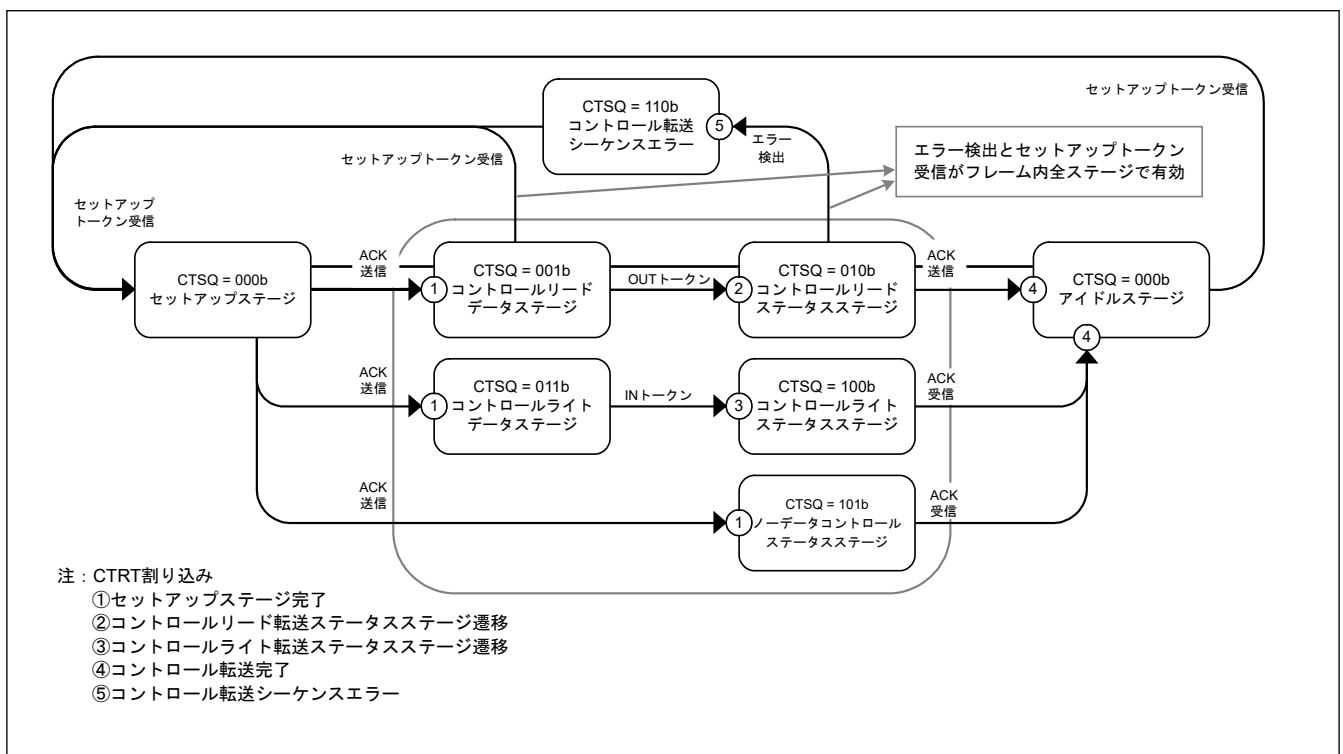 セットアップトークン受信
CTSQ = 110b
コントロール転送
シーケンスエラー
5
エラー
検出
セットアップトークン受信
エラー検出とセットアップトークン
受信がフレーム内全ステージで有効
セットアップ
トークン受信
CTSQ = 000b
セットアップステージ
ACK
送信
1
CTSQ = 001b
コントロールリード
データステージ
OUTトークン
2
CTSQ = 010b
コントロールリード
ステータスステージ
ACK
送信
4
CTSQ = 000b
アイドルステージ
4
ACK
送信
1
CTSQ = 011b
コントロールライト
データステージ
INトークン
3
CTSQ = 100b
コントロールライト
ステータスステージ
ACK
受信
ACK
送信
1
CTSQ = 101b
ノーデータコントロール
ステータスステージ
ACK
受信
注：CTRT割り込み
①セットアップステージ完了
②コントロールリード転送ステータスステージ遷移
③コントロールライト転送ステータスステージ遷移
④コントロール転送完了
⑤コントロール転送シーケンスエラー